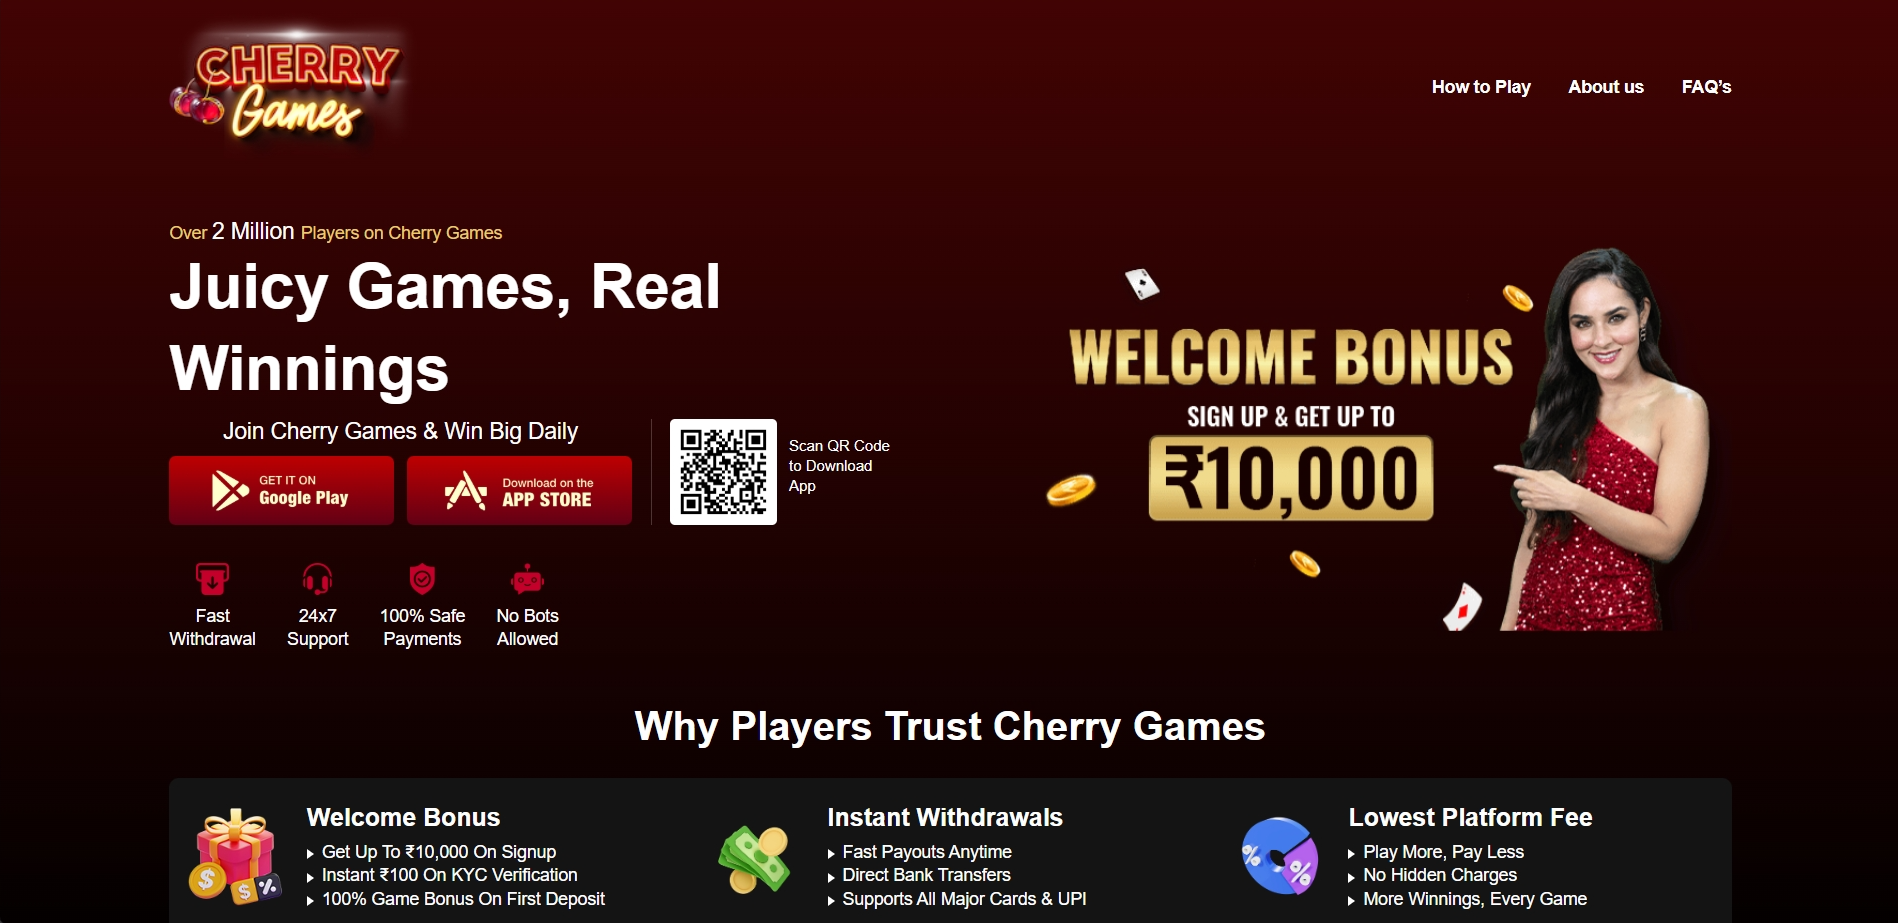 CHERRY
Games
How to Play
About us
FAQ's
Over 2 Million Players on Cherry Games
Juicy Games, Real
Winnings
Join Cherry Games & Win Big Daily
GET IT ON
Google Play
Download on the
APP STORE
Scan QR Code
to Download
App
Fast
Withdrawal
24x7
Support
100% Safe
Payments
No Bots
Allowed
WELCOME BONUS
SIGN UP & GET UP TO
₹10,000
Why Players Trust Cherry Games
Welcome Bonus
Get Up To ₹10,000 On Signup
Instant ₹100 On KYC Verification
100% Game Bonus On First Deposit
Instant Withdrawals
Fast Payouts Anytime
Direct Bank Transfers
Supports All Major Cards & UPI
Lowest Platform Fee
Play More, Pay Less
No Hidden Charges
More Winnings, Every Game